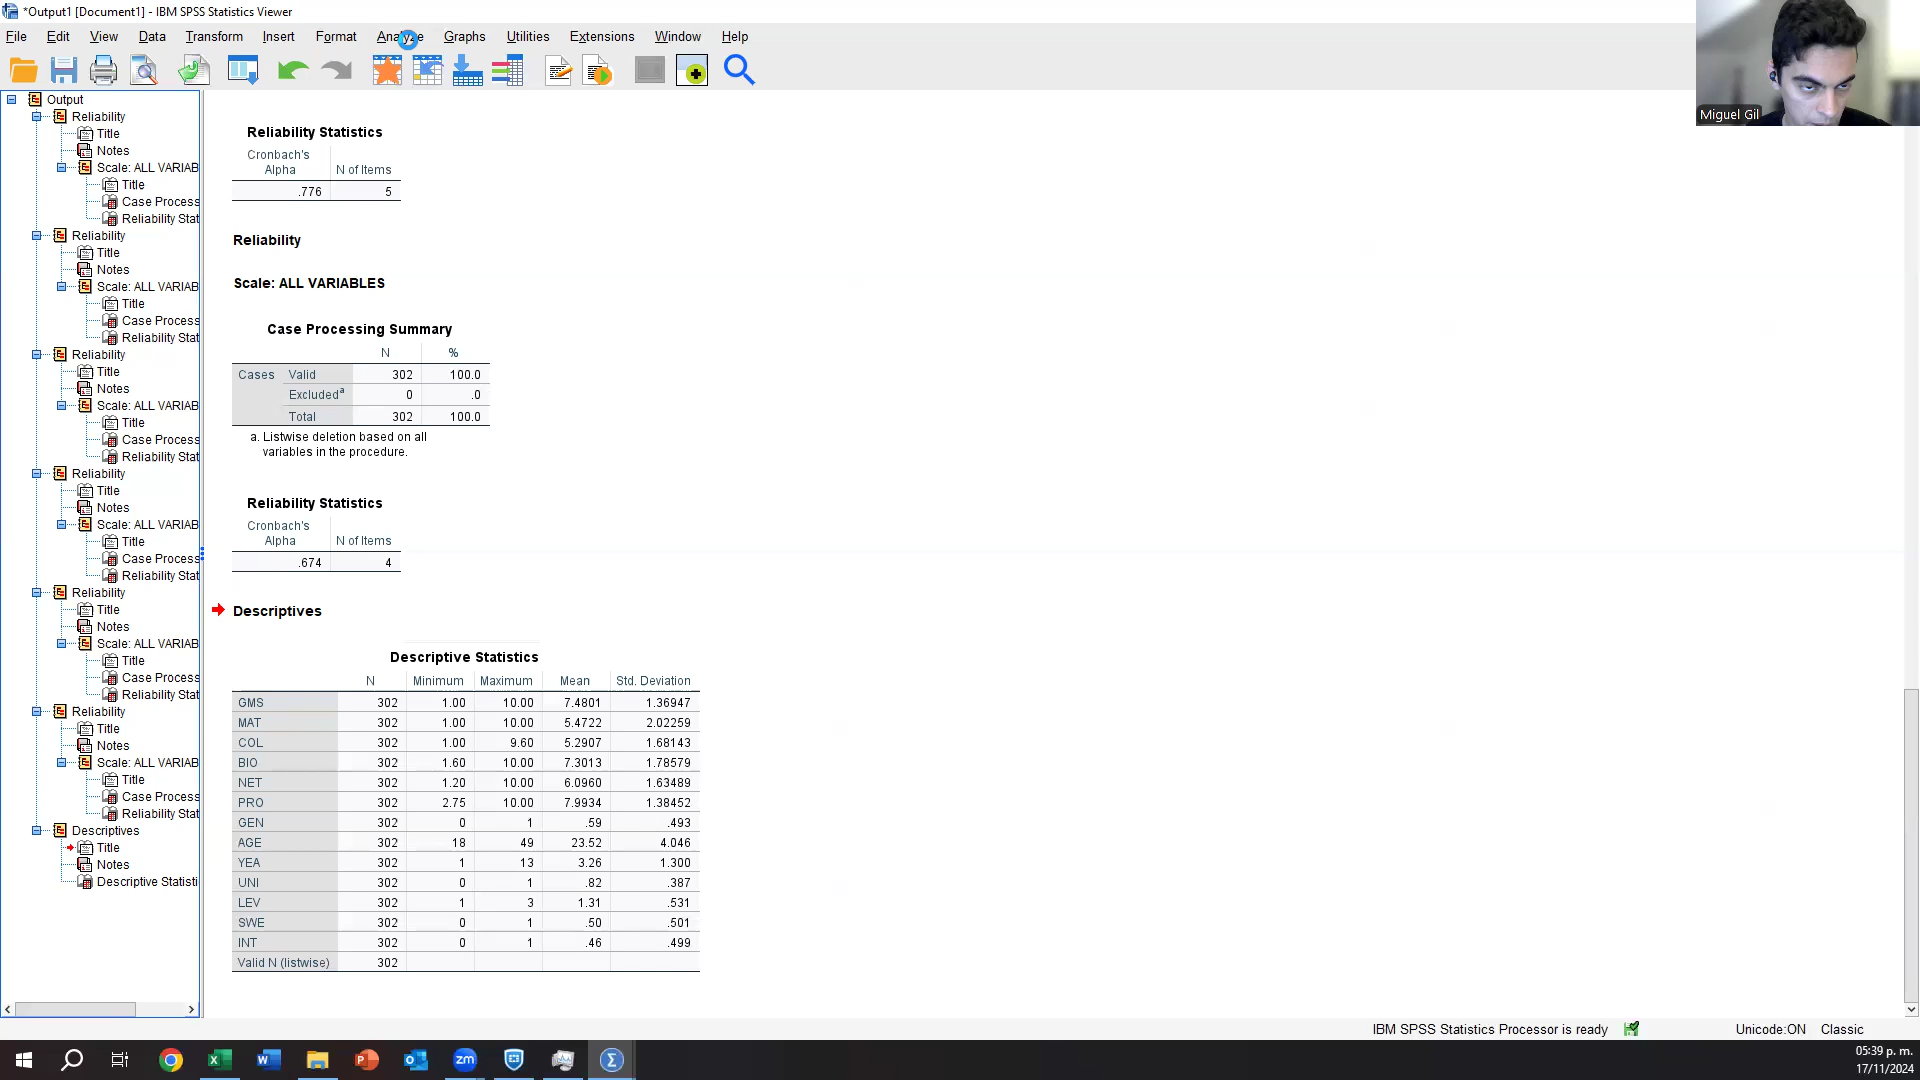 *Output1 [Document1] - IBM SPSS Statistics Viewer
File Edit View Data Transform Insert Format Analyze Graphs Utilities Extensions Window Help
Miguel Gil
Output
Reliability
Title
Notes
Scale: ALL VARIAB
Title
Case Process
Reliability Stat
Reliability
Title
Notes
Scale: ALL VARIAB
Title
Case Process
Reliability Stat
Reliability
Title
Notes
Scale: ALL VARIAB
Title
Case Process
Reliability Stat
Reliability
Title
Notes
Scale: ALL VARIAB
Title
Case Process
Reliability Stat
Reliability
Title
Notes
Scale: ALL VARIAB
Title
Case Process
Reliability Stat
Reliability
Title
Notes
Scale: ALL VARIAB
Title
Case Process
Reliability Stat
Descriptives
Title
Notes
Descriptive Statisti
Reliability Statistics
Cronbach's
Alpha N of Items
.776 5
Reliability
Scale: ALL VARIABLES
Case Processing Summary
N %
Cases Valid 302 100.0
Excluded a 0 .0
Total 302 100.0
a. Listwise deletion based on all
variables in the procedure.
Reliability Statistics
Cronbach's
Alpha N of Items
.674 4
Descriptives
Descriptive Statistics
N Minimum Maximum Mean Std. Deviation
GMS 302 1.00 10.00 7.4801 1.36947
MAT 302 1.00 10.00 5.4722 2.02259
COL 302 1.00 9.60 5.2907 1.68143
BIO 302 1.60 10.00 7.3013 1.78579
NET 302 1.20 10.00 6.0960 1.63489
PRO 302 2.75 10.00 7.9934 1.38452
GEN 302 0 1 .59 .493
AGE 302 18 49 23.52 4.046
YEA 302 1 13 3.26 1.300
UNI 302 0 1 .82 .387
LEV 302 1 3 1.31 .531
SWE 302 0 1 .50 .501
INT 302 0 1 .46 .499
Valid N (listwise) 302
IBM SPSS Statistics Processor is ready Unicode:ON Classic
zm
05:39 p. m.
17/11/2024